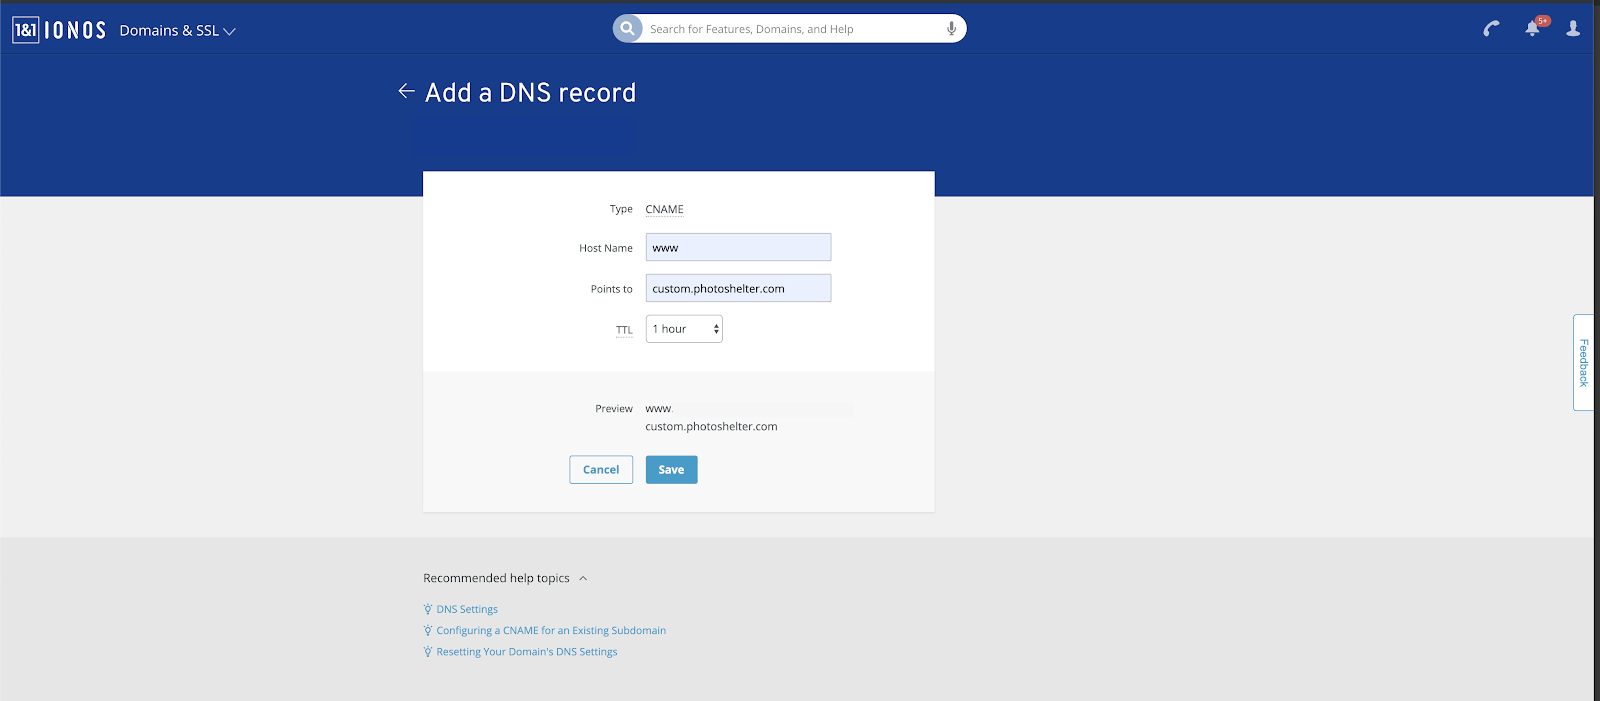 1&1 IONOS Domains & SSL
Search for Features, Domains, and Help
5+
Add a DNS record
Type CNAME
Host Name www
Points to custom.photoshelter.com
TTL 1 hour
Preview www.
custom.photoshelter.com
Cancel Save
Feedback
Recommended help topics
DNS Settings
Configuring a CNAME for an Existing Subdomain
Resetting Your Domain's DNS Settings